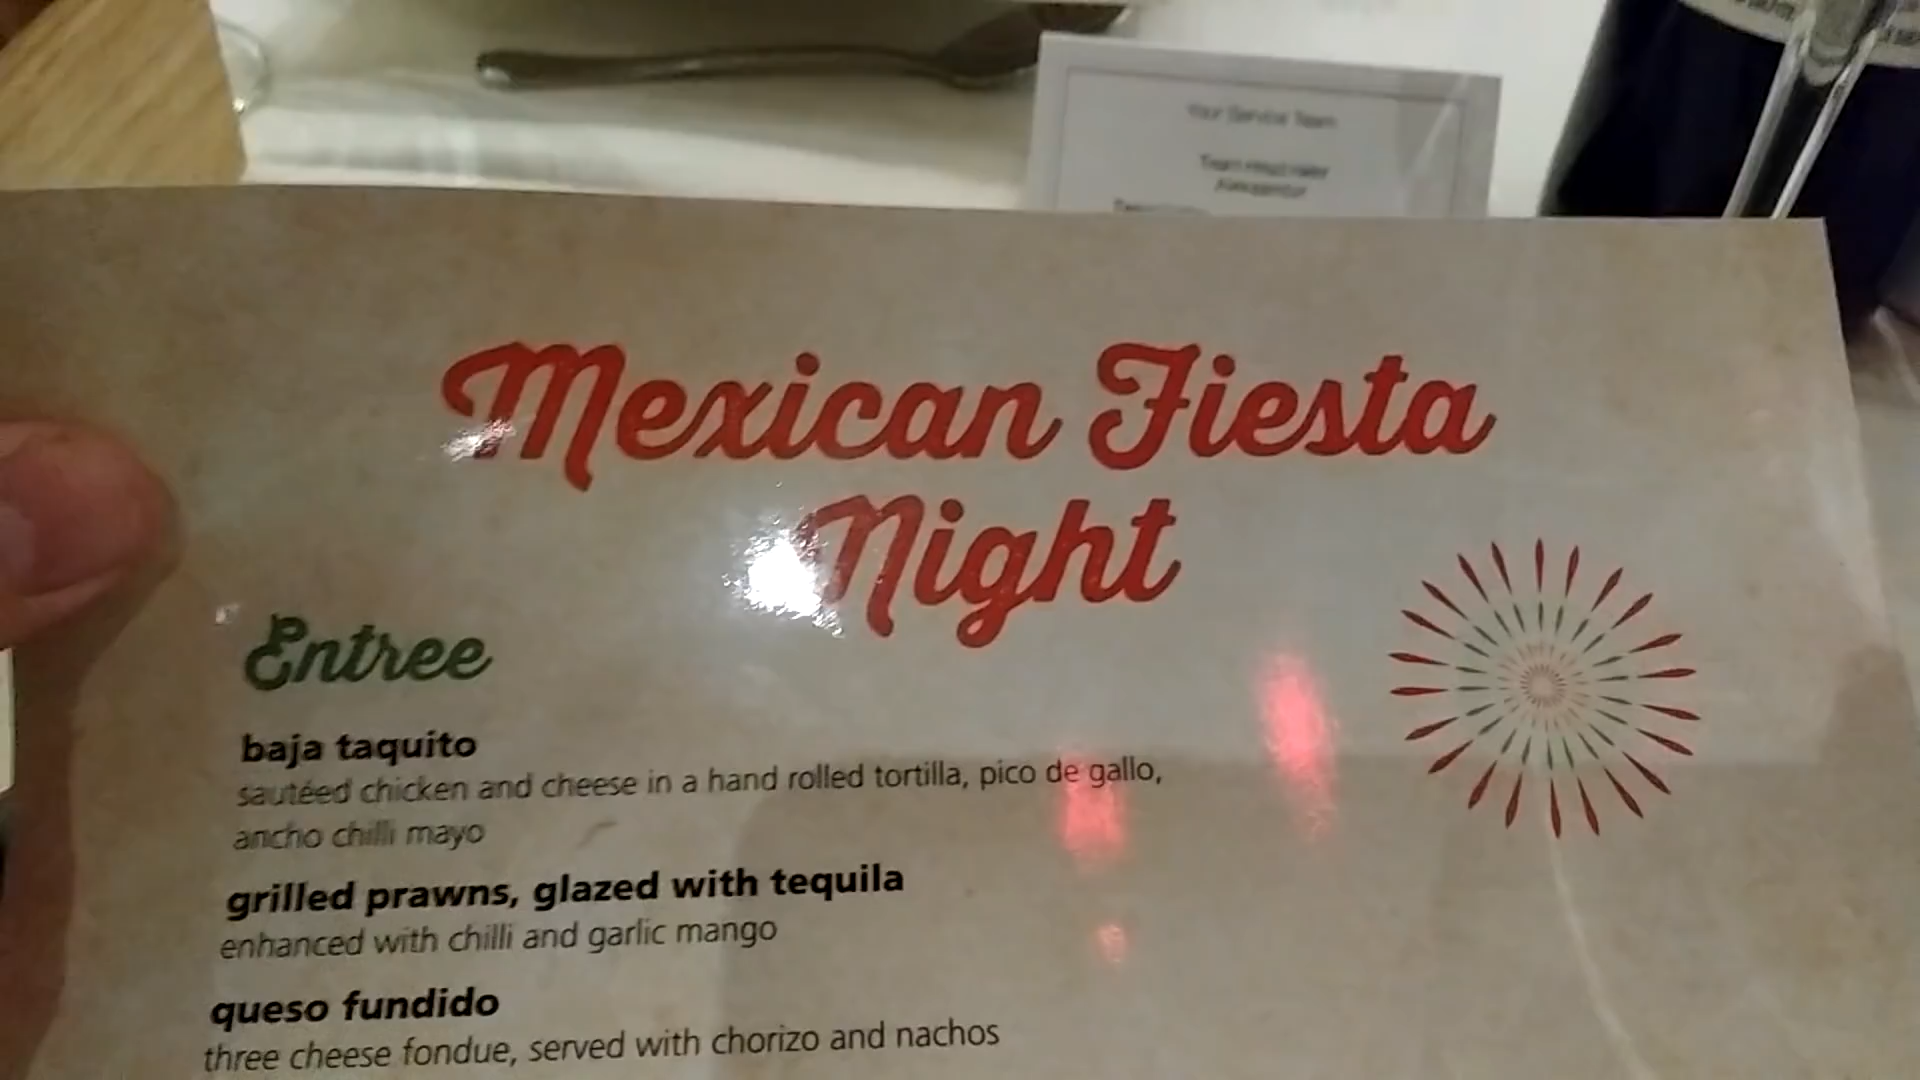 Your Service Team
Mexican Fiesta
Night
Entree
baja taquito
sautéed chicken and cheese in a hand rolled tortilla, pico de gallo,
ancho chilli mayo
grilled prawns, glazed with tequila
enhanced with chilli and garlic mango
queso fundido
three cheese fondue, served with chorizo and nachos